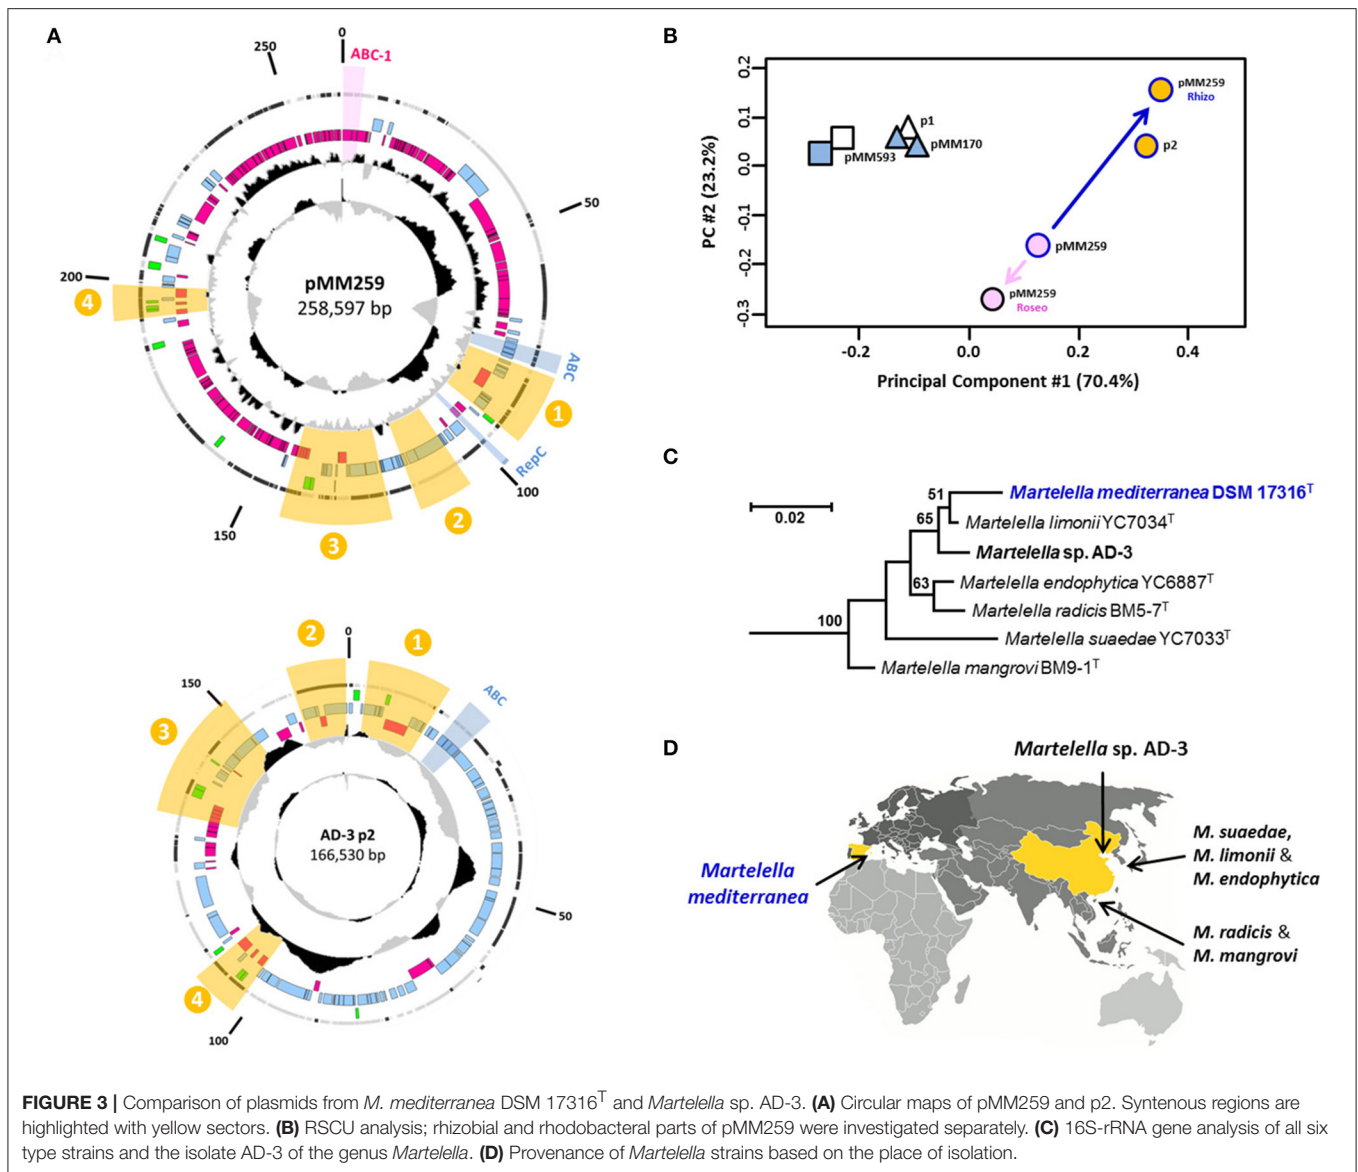 A
0
ABC-1
250
50
200
4
pMM259
258,597 bp
ABC
1
RepC
100
2
3
150
2
0
1
150
ABC
3
AD-3 p2
166,530 bp
50
4
100
B
0.2
0.1
0.0
-0.1
-0.2
-0.3
PC #2 (23.2%)
pMM259
Rhizo
p1
p2
pMM170
pMM593
pMM259
pMM259
Roseo
-0.2
0.0
0.2
0.4
Principal Component #1 (70.4%)
C
0.02
51
Martelella mediterranea DSM 17316ᵀ
65
Martelella limonii YC7034ᵀ
Martelella sp. AD-3
63
Martelella endophytica YC6887ᵀ
Martelella radicis BM5-7ᵀ
100
Martelella suaedae YC7033ᵀ
Martelella mangrovi BM9-1ᵀ
D
Martelella sp. AD-3
Martelella
mediterranea
M. suaedae,
M. limonii &
M. endophytica
M. radicis &
M. mangrovi
FIGURE 3 | Comparison of plasmids from M. mediterranea DSM 17316ᵀ and Martelella sp. AD-3. (A) Circular maps of pMM259 and p2. Syntenous regions are
highlighted with yellow sectors. (B) RSCU analysis; rhizobial and rhodobacteral parts of pMM259 were investigated separately. (C) 16S-rRNA gene analysis of all six
type strains and the isolate AD-3 of the genus Martelella. (D) Provenance of Martelella strains based on the place of isolation.